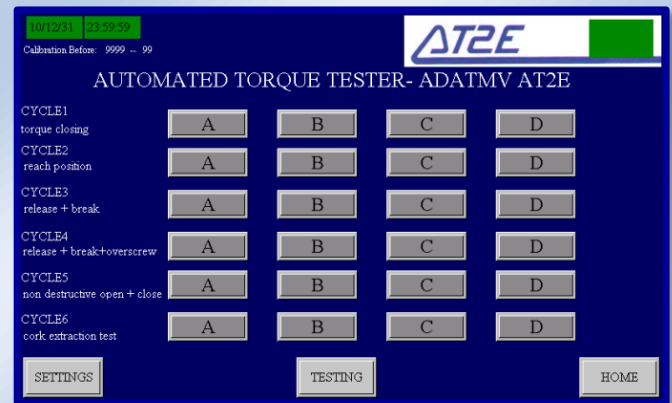 10/12/31 23:59:59
Calibration Before: 9999 -- 99
AT2E
AUTOMATED TORQUE TESTER- ADATMV AT2E
CYCLE1
torque closing
A B C D
CYCLE2
reach position
A B C D
CYCLE3
release + break
A B C D
CYCLE4
release + break+overscrew
A B C D
CYCLE5
non destructive open + close
A B C D
CYCLE6
cork extraction test
A B C D
SETTINGS TESTING HOME